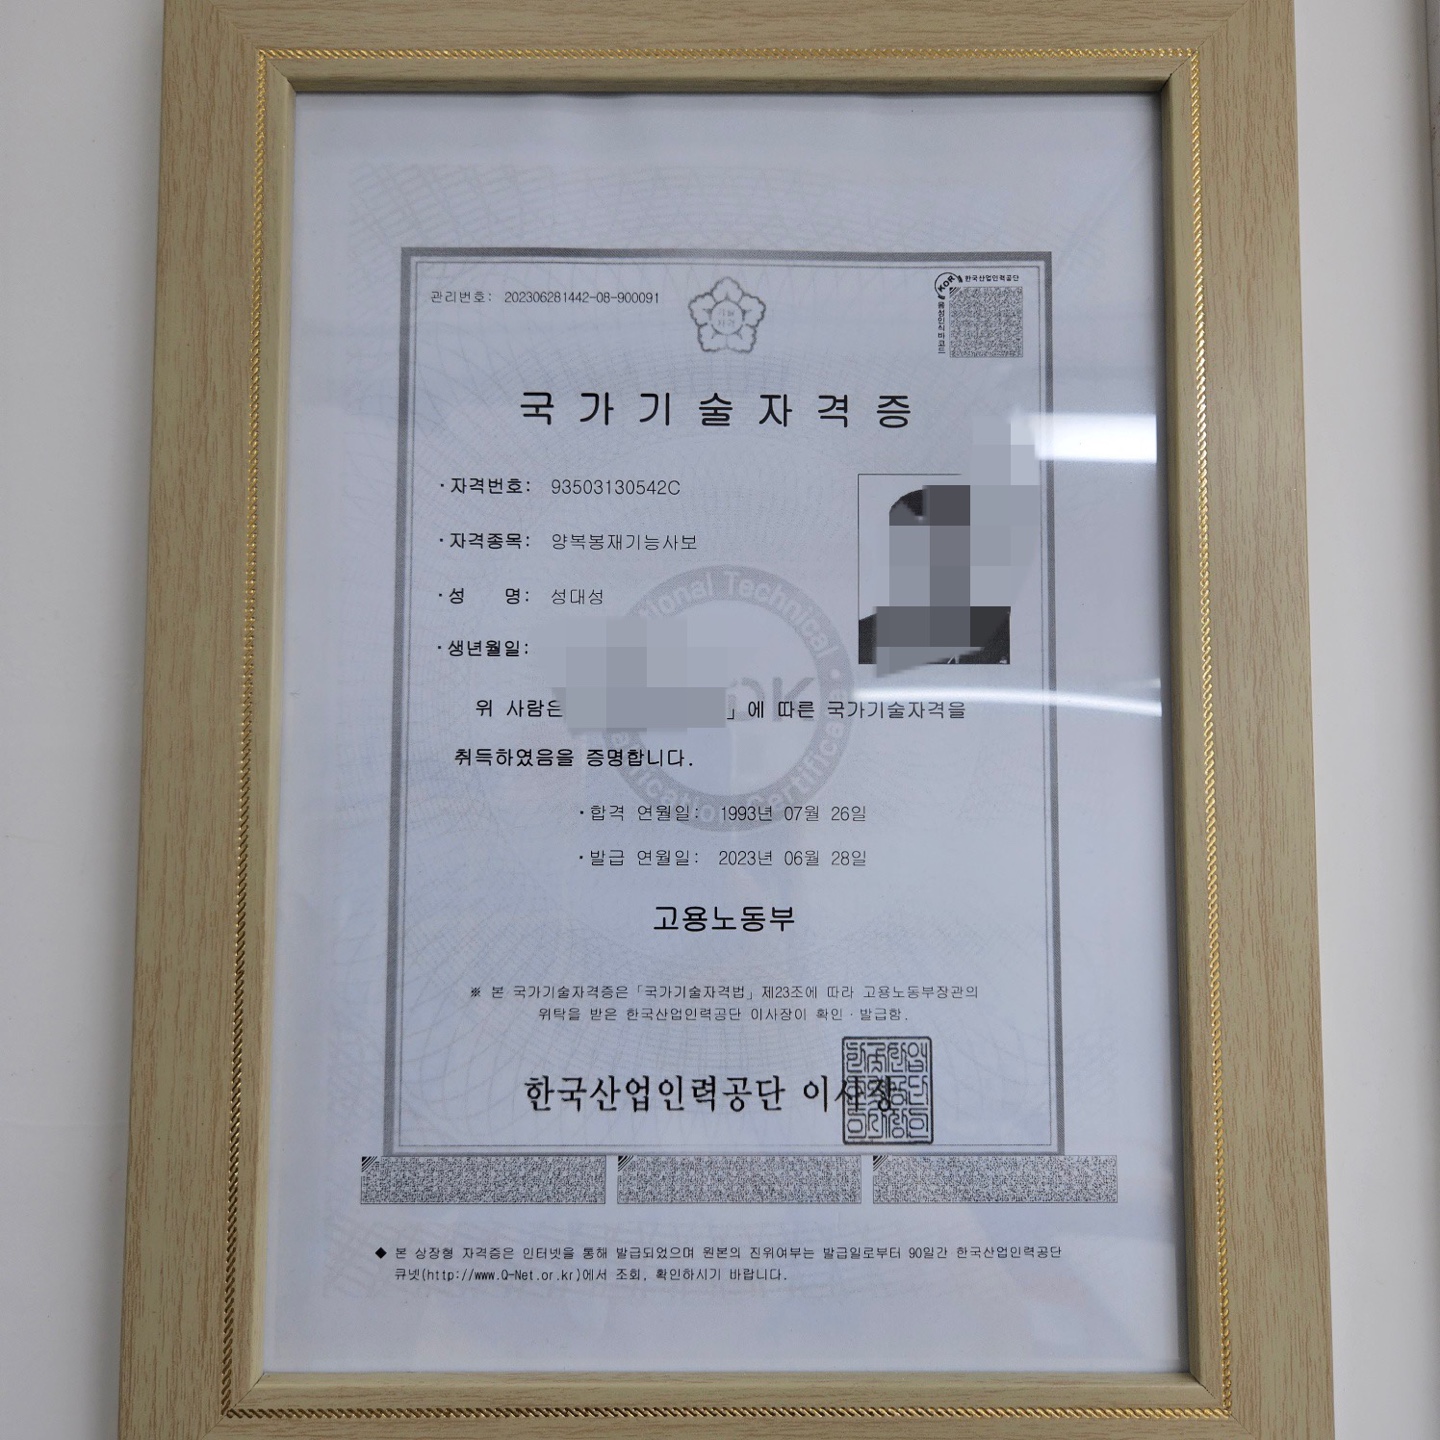 관리번호: 202306281442-08-900091
한국산업인력공단
음성인식바코드
KOR
국가기술자격증
· 자격번호: 93503130542C
· 자격종목: 양복봉재기능사보
· 성 명: 성대성
· 생년월일:
위 사람은 」에 따른 국가기술자격을
취득하였음을 증명합니다.
· 합격 연월일: 1993년 07월 26일
· 발급 연월일: 2023년 06월 28일
고용노동부
※ 본 국가기술자격증은「국가기술자격법」제23조에 따라 고용노동부장관의
위탁을 받은 한국산업인력공단 이사장이 확인·발급함.
한국산업인력공단 이사장
◆ 본 상장형 자격증은 인터넷을 통해 발급되었으며 원본의 진위여부는 발급일로부터 90일간 한국산업인력공단
큐넷(http://www.Q-Net.or.kr)에서 조회, 확인하시기 바랍니다.